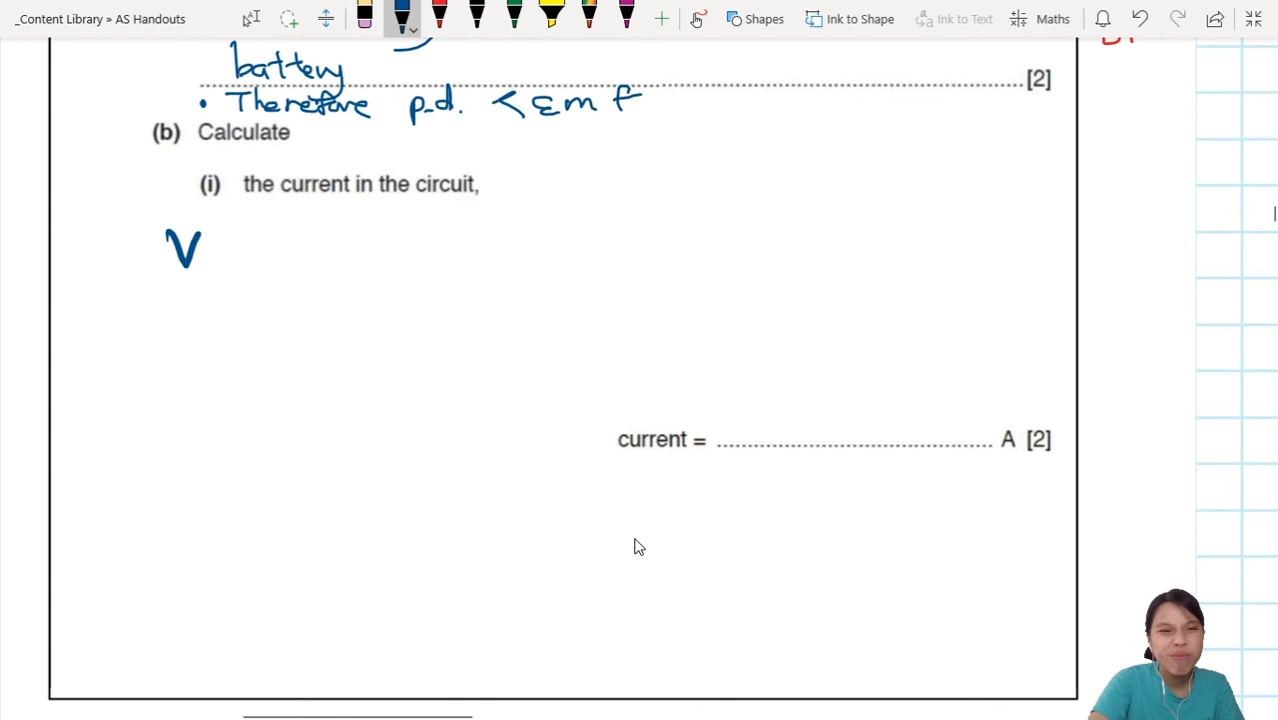 _Content Library » AS Handouts
Shapes
Ink to Shape
Ink to Text
Maths
battery
[2]
• Therefore p.d. < emf
(b) Calculate
(i) the current in the circuit,
V
current = ........................................ A [2]